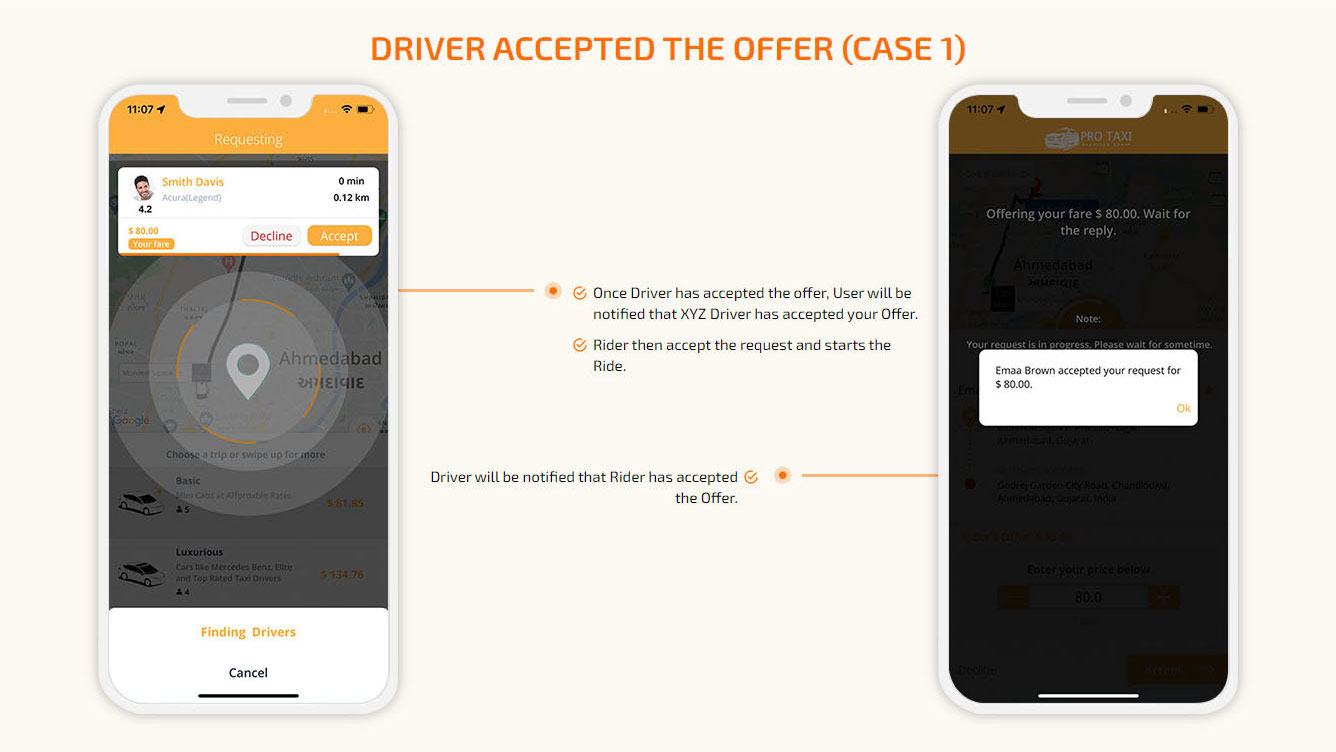 DRIVER ACCEPTED THE OFFER (CASE 1)
11:07
Requesting
Smith Davis
Acura(Legend)
4.2
0 min
0.12 km
$ 80.00
Your fare
Decline
Accept
Ahmedabad
અમદાવાદ
Google
Choose a trip or swipe up for more
Basic
Uber Cabs at Affordable Rates
5
$ 81.85
Luxurious
Cars like Mercedes Benz, Elite
and Top Rated Taxi Drivers
4
$ 134.76
Finding Drivers
Cancel
Once Driver has accepted the offer, User will be
notified that XYZ Driver has accepted your Offer.
Rider then accept the request and starts the
Ride.
Driver will be notified that Rider has accepted
the Offer.
11:07
PRO TAXI
Offering your fare $ 80.00. Wait for
the reply.
Ahmedabad
અમદાવાદ
Note:
Your request is in progress. Please wait for sometime.
Emaa Brown accepted your request for
$ 80.00.
Ok
Ahmedabad, Gujarat
Godrej Garden City Road, Chandlodiya,
Ahmedabad, Gujarat, India
Rider's Offer: $ 80.00
Enter your price below
80.0
Decline
Accept